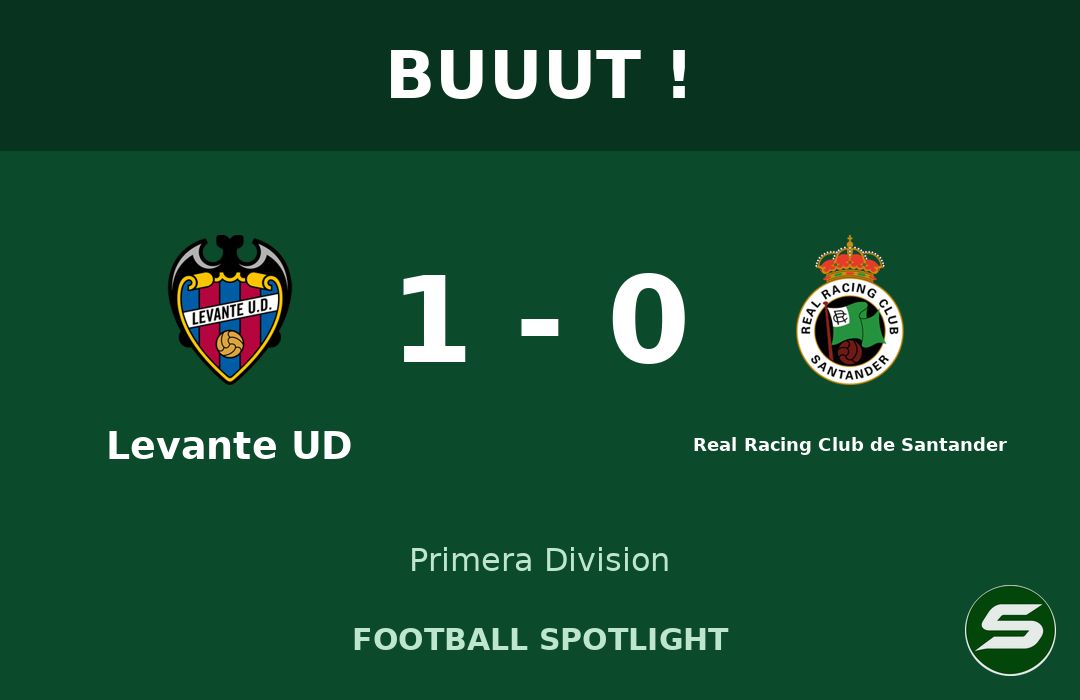 BUUUT !
LEVANTE U.D.
1 - 0
REAL RACING CLUB
SANTANDER
Levante UD
Real Racing Club de Santander
Primera Division
FOOTBALL SPOTLIGHT
S